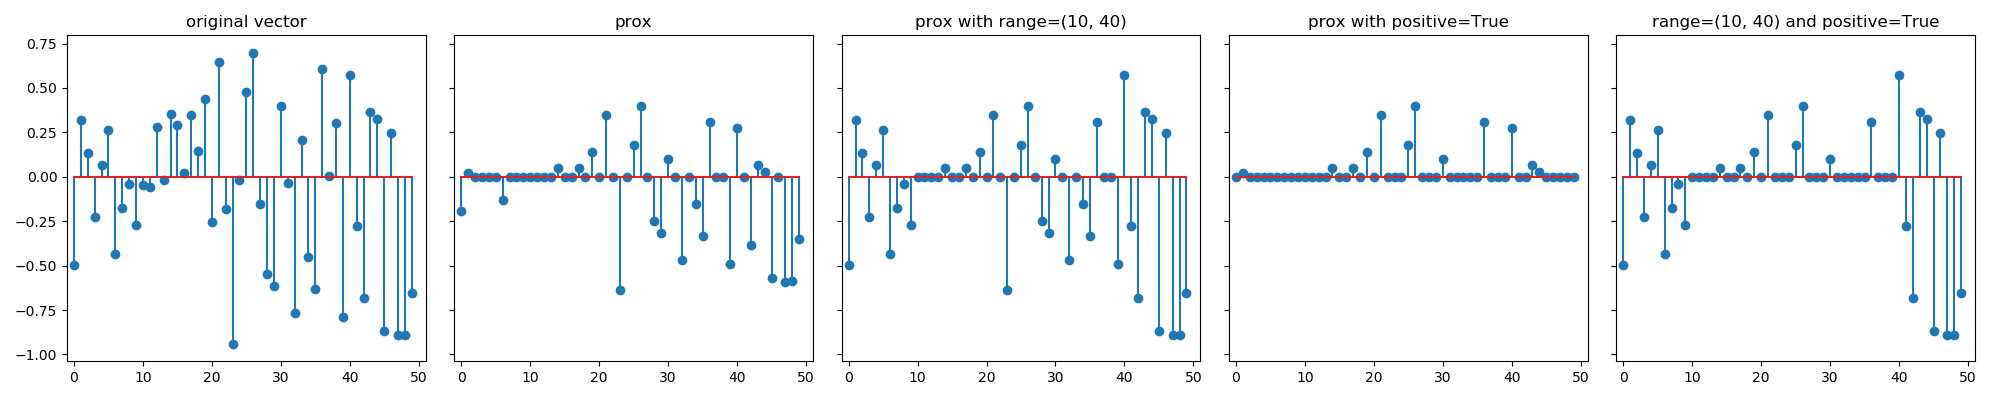 original vector
prox
prox with range=(10, 40)
prox with positive=True
range=(10, 40) and positive=True
0.75
0.50
0.25
0.00
−0.25
−0.50
−0.75
−1.00
0 10 20 30 40 50
0 10 20 30 40 50
0 10 20 30 40 50
0 10 20 30 40 50
0 10 20 30 40 50